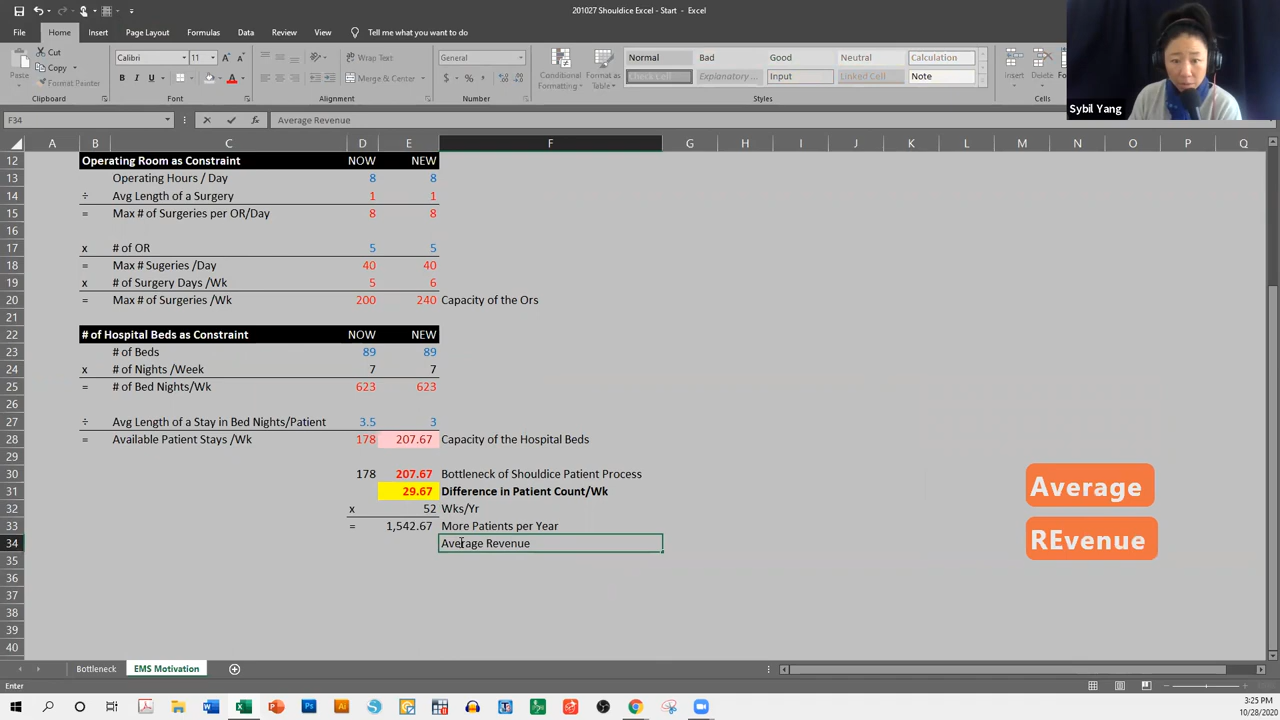 201027 Shouldice Excel - Start - Excel
File Home Insert Page Layout Formulas Data Review View Tell me what you want to do
Paste
Cut
Copy
Format Painter
Calibri 11
B I U
Wrap Text
Merge & Center
General
$ %
Conditional Formatting
Format as Table
Normal Bad Good Neutral Calculation
Check Cell Explanatory ... Input Linked Cell Note
Insert Delete
Clipboard Font Alignment Number Styles Cells
Sybil Yang
F34 fx Average Revenue
A B C D E F G H I J K L M N O P Q
12 Operating Room as Constraint NOW NEW
13 Operating Hours / Day 8 8
14 ÷ Avg Length of a Surgery 1 1
15 = Max # of Surgeries per OR/Day 8 8
16
17 x # of OR 5 5
18 = Max # Sugeries /Day 40 40
19 x # of Surgery Days /Wk 5 6
20 = Max # of Surgeries /Wk 200 240 Capacity of the Ors
21
22 # of Hospital Beds as Constraint NOW NEW
23 # of Beds 89 89
24 x # of Nights /Week 7 7
25 = # of Bed Nights/Wk 623 623
26
27 ÷ Avg Length of a Stay in Bed Nights/Patient 3.5 3
28 = Available Patient Stays /Wk 178 207.67 Capacity of the Hospital Beds
29
30 178 207.67 Bottleneck of Shouldice Patient Process
31 29.67 Difference in Patient Count/Wk
32 x 52 Wks/Yr
33 = 1,542.67 More Patients per Year
34 Average Revenue
35
36
37
38
39
40
Average
REvenue
Bottleneck EMS Motivation
Enter
3:25 PM
10/28/2020